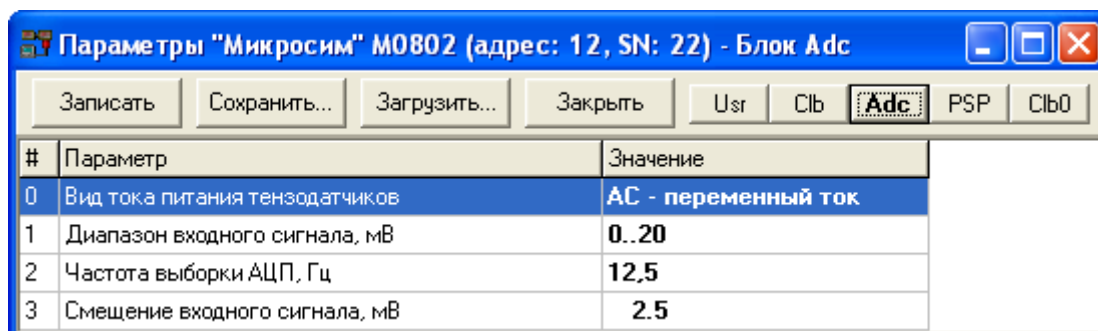 Параметры "Микросим" М0802 (адрес: 12, SN: 22) - Блок Adc
Записать Сохранить... Загрузить... Закрыть Usr Clb Adc PSP Clb0
# Параметр Значение
0 Вид тока питания тензодатчиков АС - переменный ток
1 Диапазон входного сигнала, мВ 0..20
2 Частота выборки АЦП, Гц 12,5
3 Смещение входного сигнала, мВ 2.5